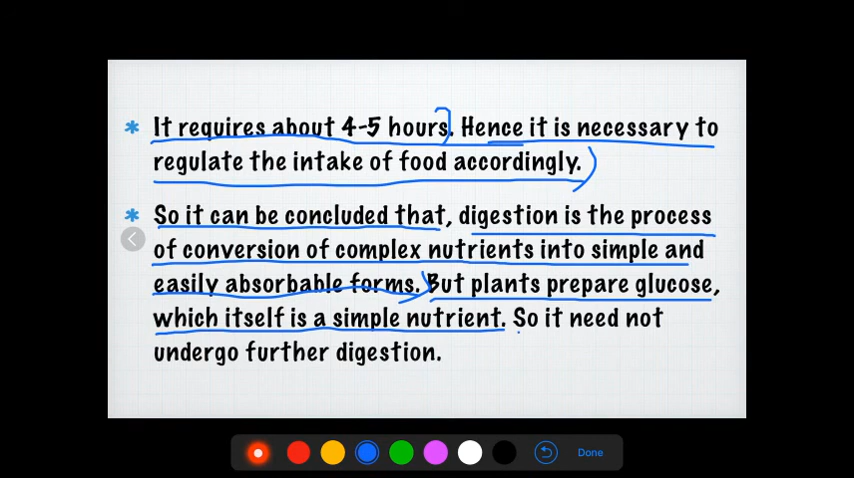 * It requires about 4-5 hours. Hence it is necessary to
regulate the intake of food accordingly.
* So it can be concluded that, digestion is the process
of conversion of complex nutrients into simple and
easily absorbable forms. But plants prepare glucose,
which itself is a simple nutrient. So it need not
undergo further digestion.
Done